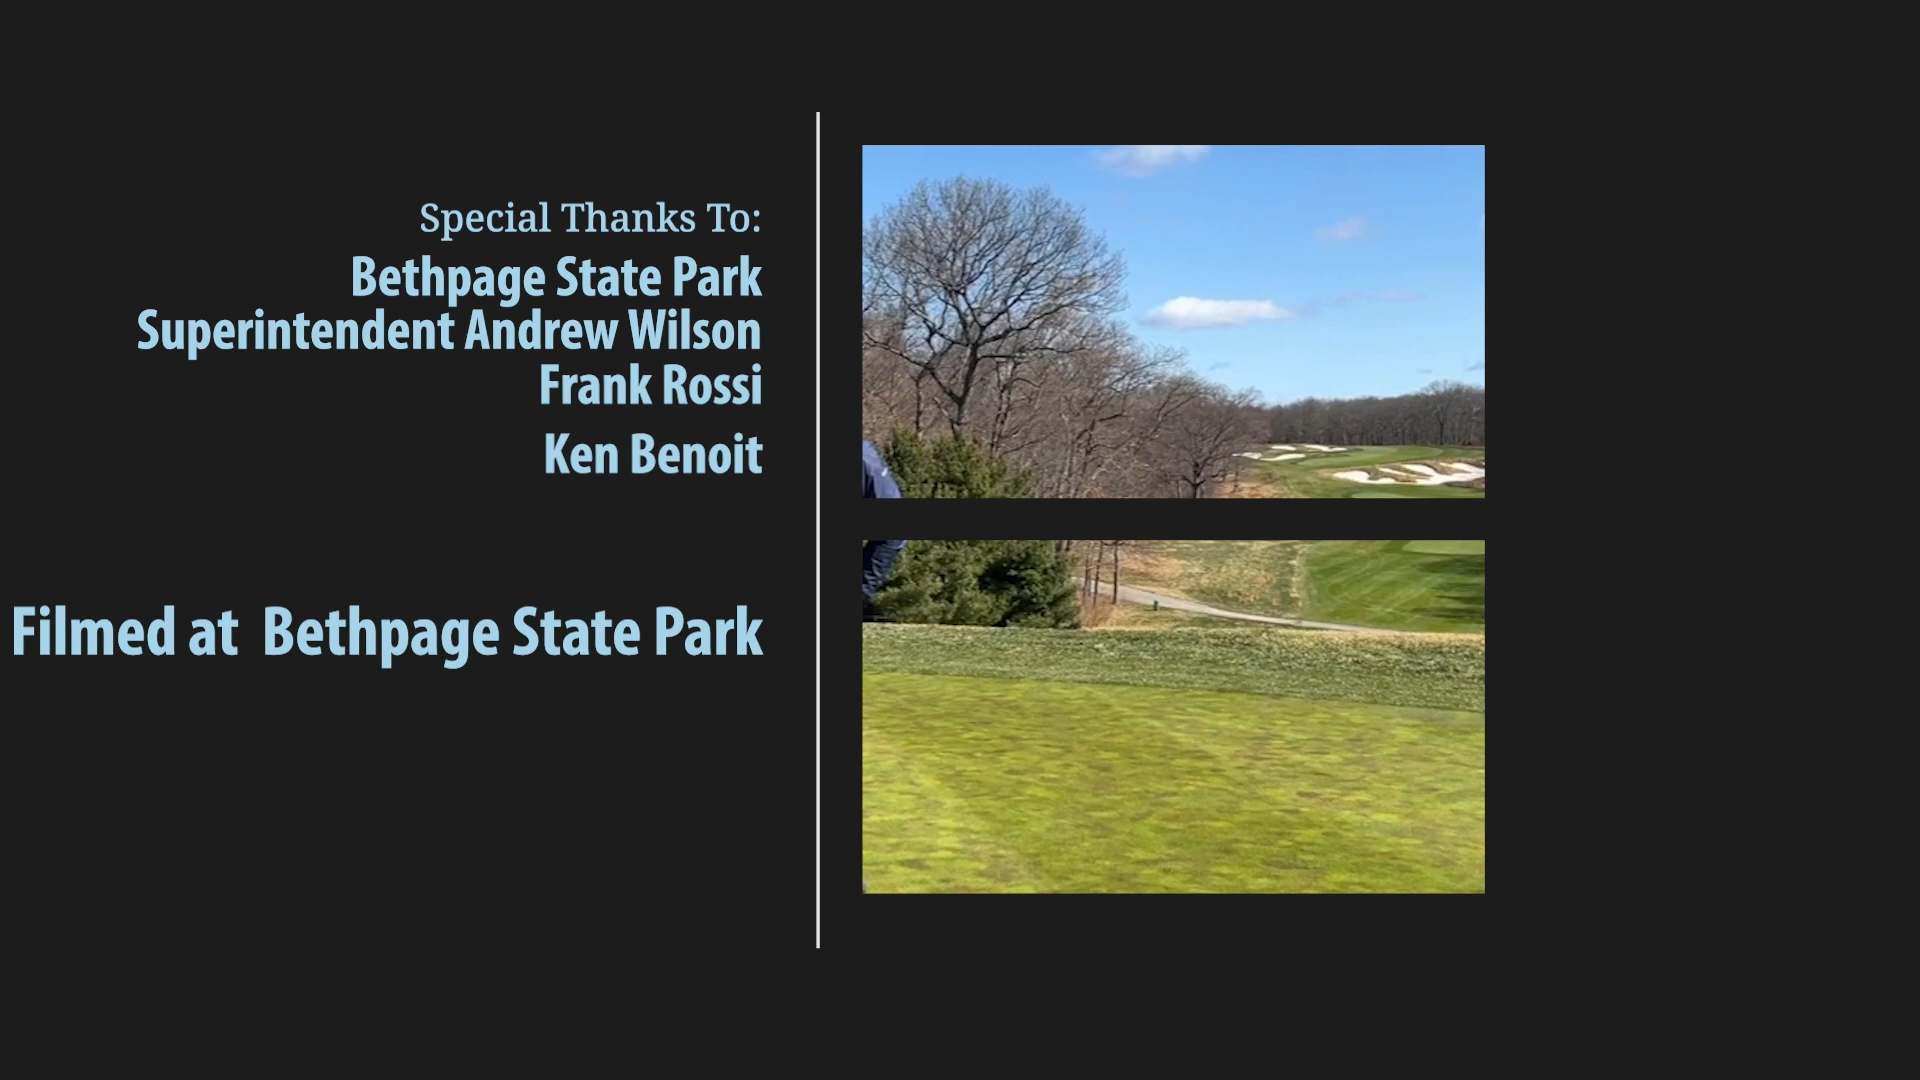 Special Thanks To:
Bethpage State Park
Superintendent Andrew Wilson
Frank Rossi
Ken Benoit
Filmed at  Bethpage State Park